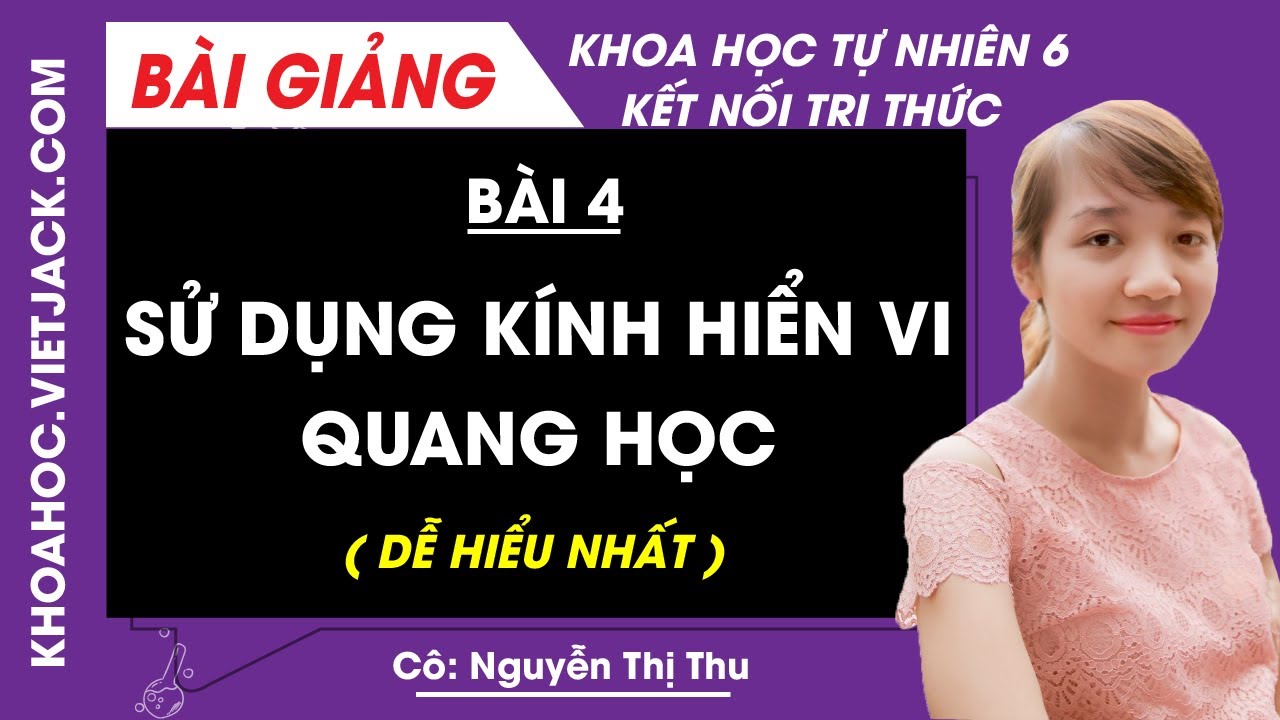 BÀI GIẢNG
KHOA HỌC TỰ NHIÊN 6
KẾT NỐI TRI THỨC
BÀI 4
SỬ DỤNG KÍNH HIỂN VI
QUANG HỌC
( DỄ HIỂU NHẤT )
Cô: Nguyễn Thị Thu
KHOAHOC.VIETJACK.COM